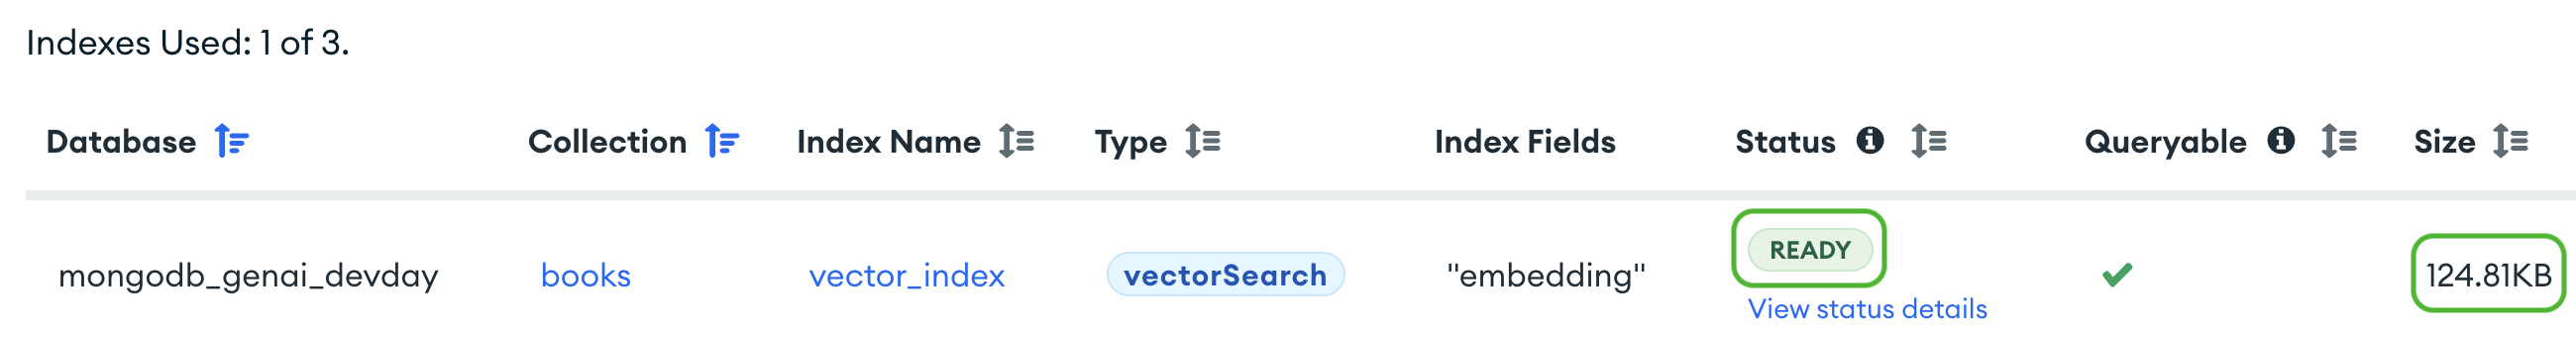 Indexes Used: 1 of 3.
Database Collection Index Name Type Index Fields Status Queryable Size
mongodb_genai_devday books vector_index vectorSearch "embedding" READY 124.81KB
View status details